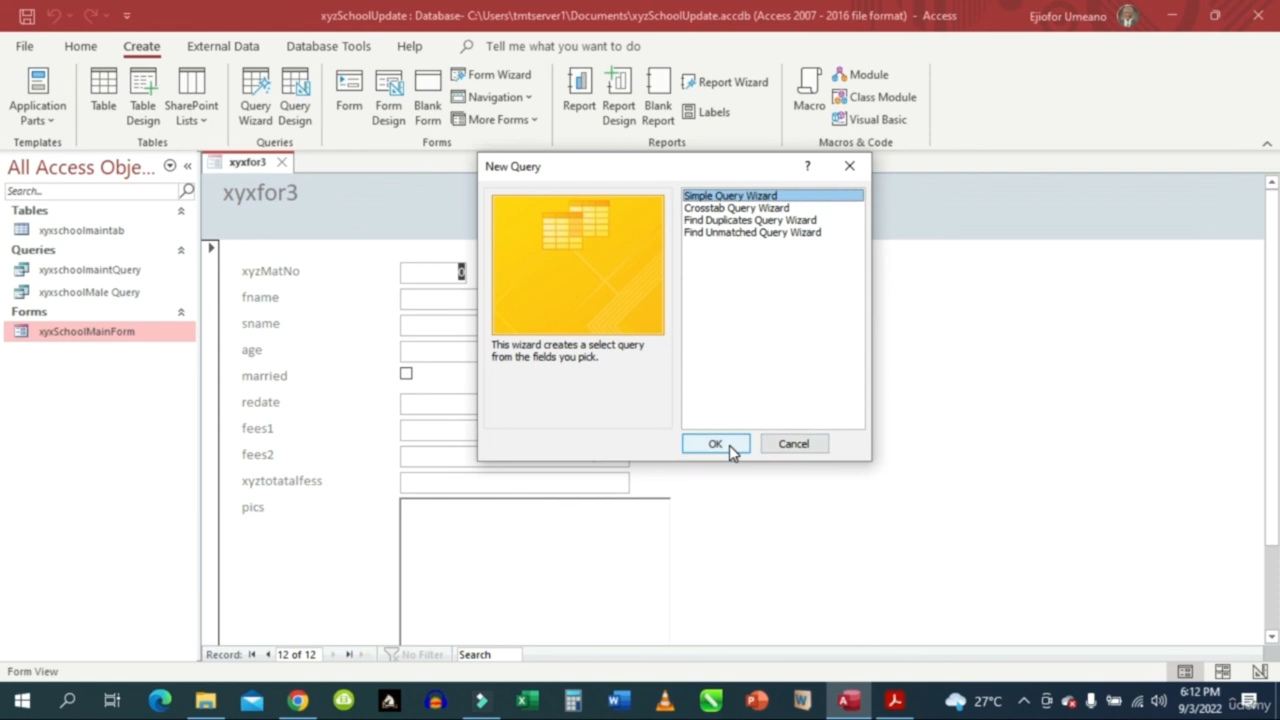 xyzSchoolUpdate : Database- C:\Users\tmtserver1\Documents\xyzSchoolUpdate.accdb (Access 2007 - 2016 file format) - Access
Ejiofor Umeano
File Home Create External Data Database Tools Help Tell me what you want to do
Application Parts
Table
Table Design
SharePoint Lists
Query Wizard
Query Design
Form
Form Design
Blank Form
Form Wizard
Navigation
More Forms
Report
Report Design
Blank Report
Report Wizard
Labels
Macro
Module
Class Module
Visual Basic
Templates Tables Queries Forms Reports Macros & Code
All Access Obje...
Search...
Tables
xyxschoolmaintab
Queries
xyxschoolmaintQuery
xyxschoolMale Query
Forms
xyxSchoolMainForm
xyxfor3
xyxfor3
xyzMatNo 0
fname
sname
age
married
redate
fees1
fees2
xyztotatalfess
pics
New Query
?
This wizard creates a select query
from the fields you pick.
Simple Query Wizard
Crosstab Query Wizard
Find Duplicates Query Wizard
Find Unmatched Query Wizard
OK Cancel
Record: 12 of 12 No Filter Search
Form View
27°C
6:12 PM
9/3/2022
udemy